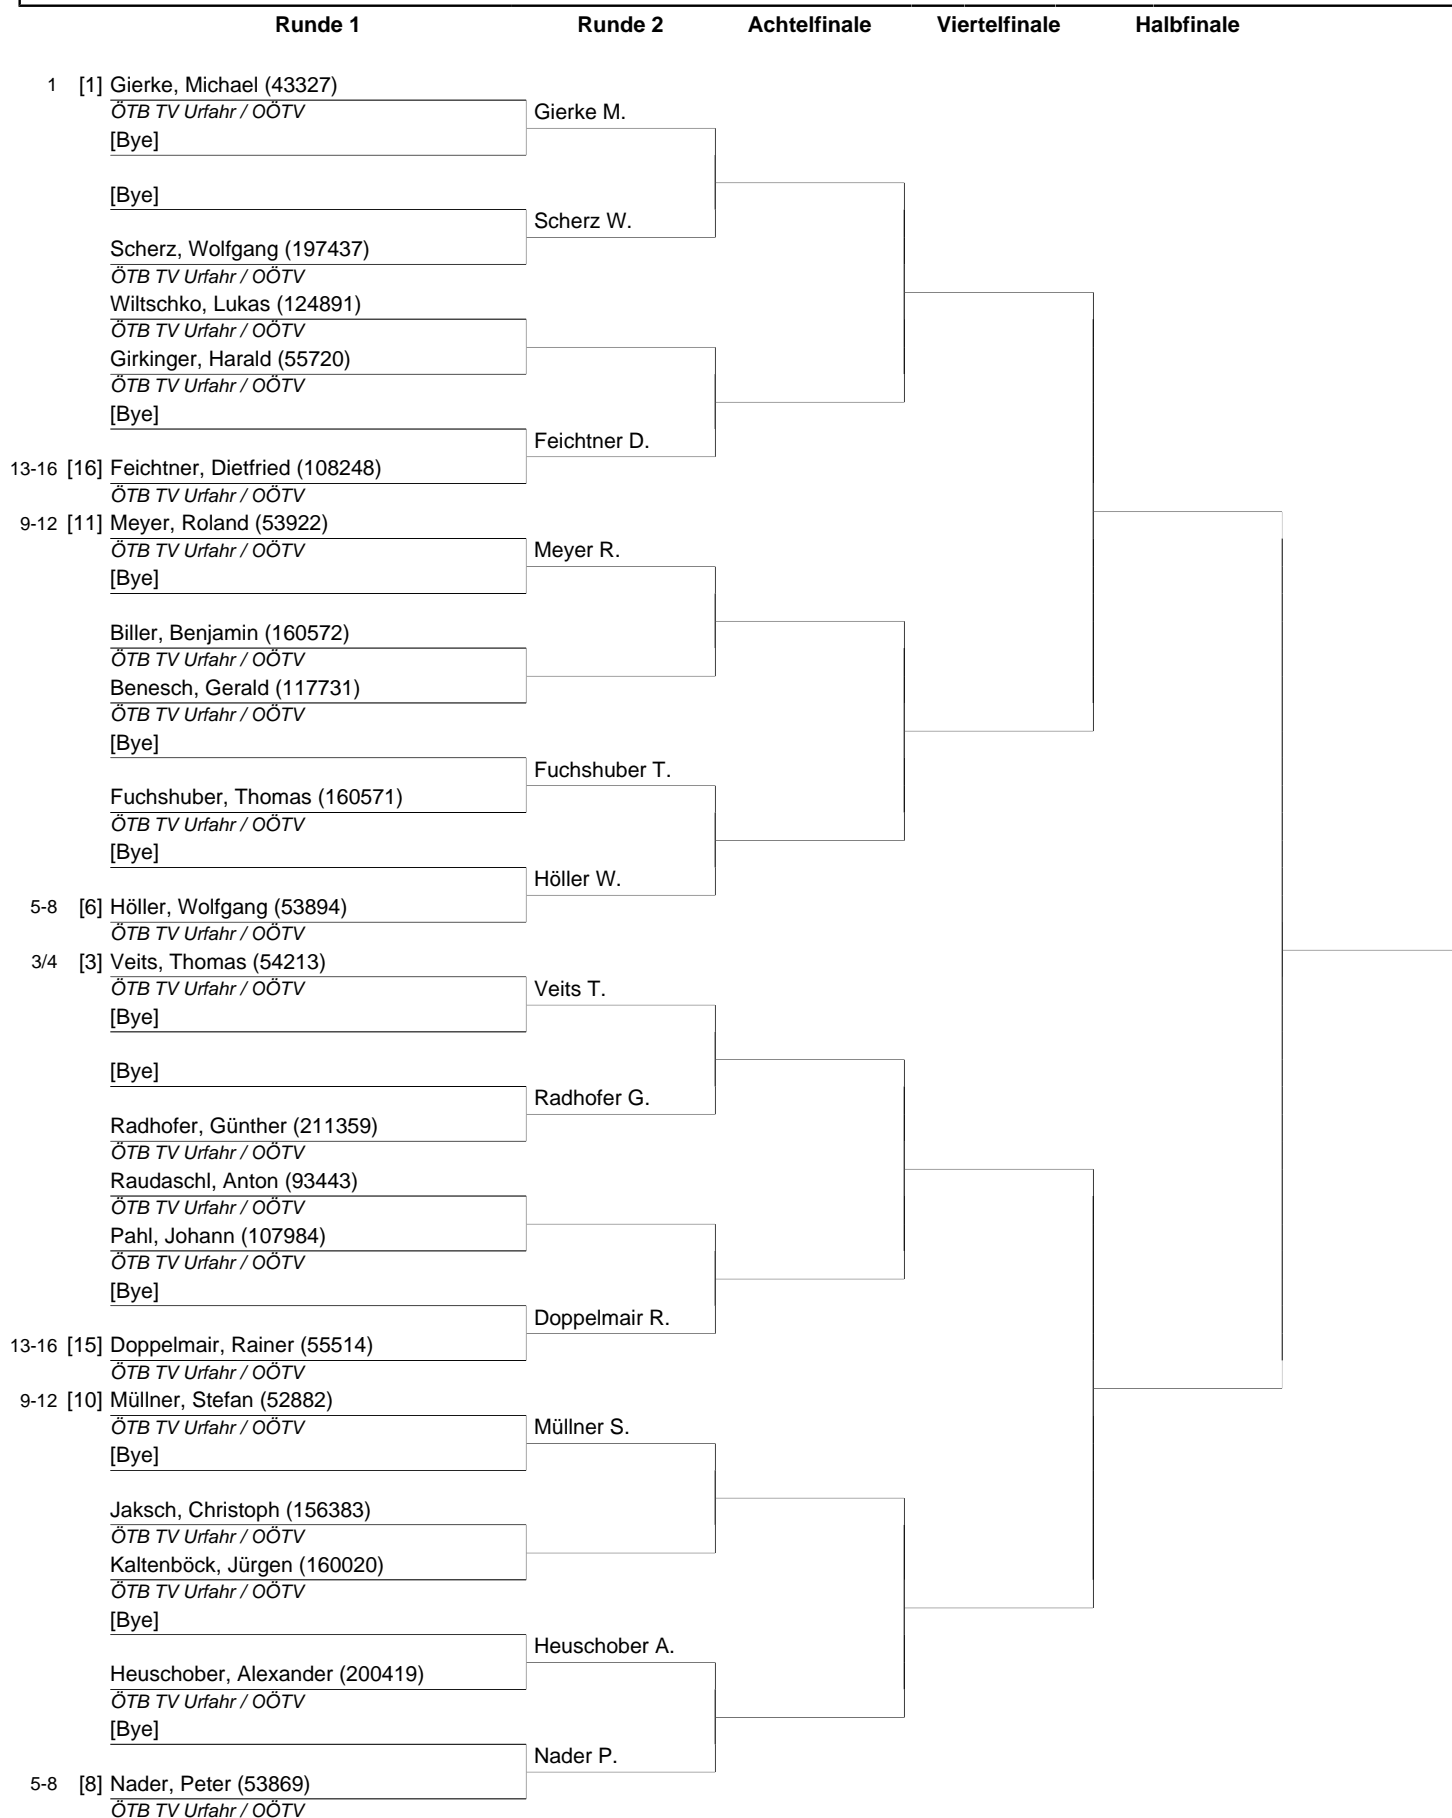 Runde 1 Runde 2 Achtelfinale Viertelfinale Halbfinale
1 [1] Gierke, Michael (43327)
ÖTB TV Urfahr / OÖTV Gierke M.
[Bye]
[Bye]
Scherz W.
Scherz, Wolfgang (197437)
ÖTB TV Urfahr / OÖTV
Wiltschko, Lukas (124891)
ÖTB TV Urfahr / OÖTV
Girkinger, Harald (55720)
ÖTB TV Urfahr / OÖTV
[Bye]
Feichtner D.
13-16 [16] Feichtner, Dietfried (108248)
ÖTB TV Urfahr / OÖTV
9-12 [11] Meyer, Roland (53922)
ÖTB TV Urfahr / OÖTV Meyer R.
[Bye]
Biller, Benjamin (160572)
ÖTB TV Urfahr / OÖTV
Benesch, Gerald (117731)
ÖTB TV Urfahr / OÖTV
[Bye]
Fuchshuber T.
Fuchshuber, Thomas (160571)
ÖTB TV Urfahr / OÖTV
[Bye]
Höller W.
5-8 [6] Höller, Wolfgang (53894)
ÖTB TV Urfahr / OÖTV
3/4 [3] Veits, Thomas (54213)
ÖTB TV Urfahr / OÖTV Veits T.
[Bye]
[Bye]
Radhofer G.
Radhofer, Günther (211359)
ÖTB TV Urfahr / OÖTV
Raudaschl, Anton (93443)
ÖTB TV Urfahr / OÖTV
Pahl, Johann (107984)
ÖTB TV Urfahr / OÖTV
[Bye]
Doppelmair R.
13-16 [15] Doppelmair, Rainer (55514)
ÖTB TV Urfahr / OÖTV
9-12 [10] Müllner, Stefan (52882)
ÖTB TV Urfahr / OÖTV Müllner S.
[Bye]
Jaksch, Christoph (156383)
ÖTB TV Urfahr / OÖTV
Kaltenböck, Jürgen (160020)
ÖTB TV Urfahr / OÖTV
[Bye]
Heuschober A.
Heuschober, Alexander (200419)
ÖTB TV Urfahr / OÖTV
[Bye]
Nader P.
5-8 [8] Nader, Peter (53869)
ÖTB TV Urfahr / OÖTV